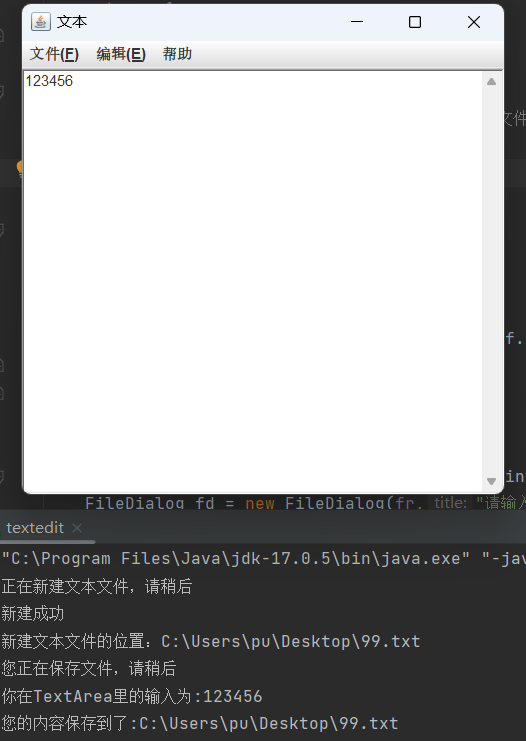 文本
文件(F) 编辑(E) 帮助
123456
文件
f.
in
FileDialog fd = new FileDialog(fr, title: "请输入
textedit
"C:\Program Files\Java\jdk-17.0.5\bin\java.exe" "-jav
正在新建文本文件，请稍后
新建成功
新建文本文件的位置：C:\Users\pu\Desktop\99.txt
您正在保存文件，请稍后
你在TextArea里的输入为:123456
您的内容保存到了:C:\Users\pu\Desktop\99.txt